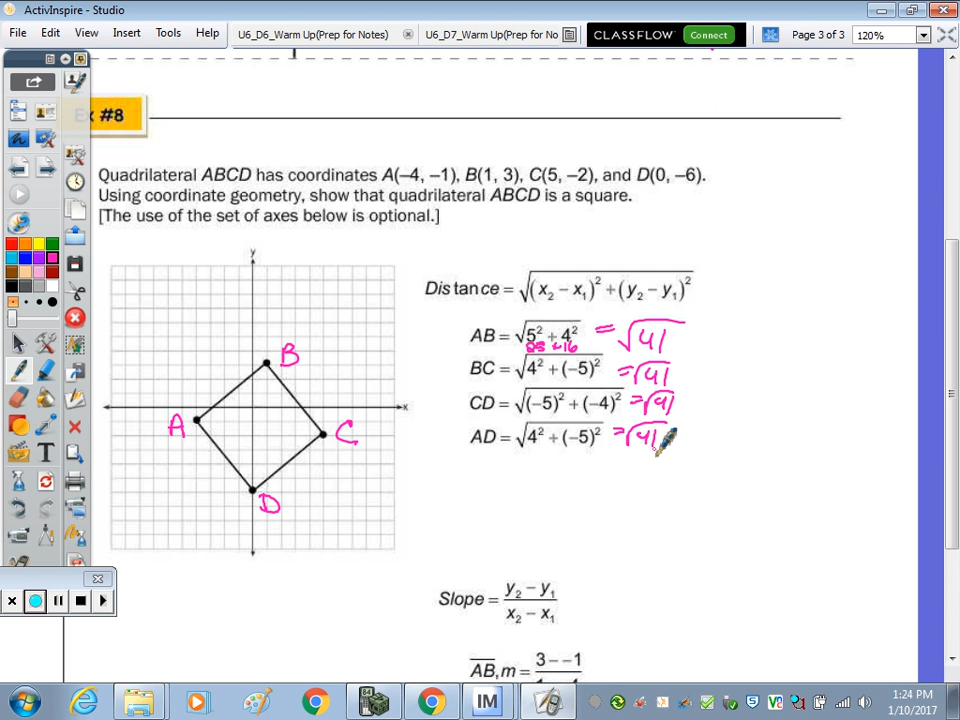 ActivInspire - Studio
File Edit View Insert Tools Help
U6_D6_Warm Up(Prep for Notes)
U6_D7_Warm Up(Prep for No
CLASSFLOW Connect
Page 3 of 3
120%
Ex #8
Quadrilateral ABCD has coordinates A(–4, –1), B(1, 3), C(5, –2), and D(0, –6).
Using coordinate geometry, show that quadrilateral ABCD is a square.
[The use of the set of axes below is optional.]
y
x
A
B
C
D
Distance = √(x₂ – x₁)² + (y₂ – y₁)²
AB = √5² + 4² = √41
25 +16
BC = √4² + (–5)² = √41
CD = √(–5)² + (–4)² = √41
AD = √4² + (–5)² = √41
Slope = y₂ – y₁
x₂ – x₁
AB, m = 3 – –1
1:24 PM
1/10/2017